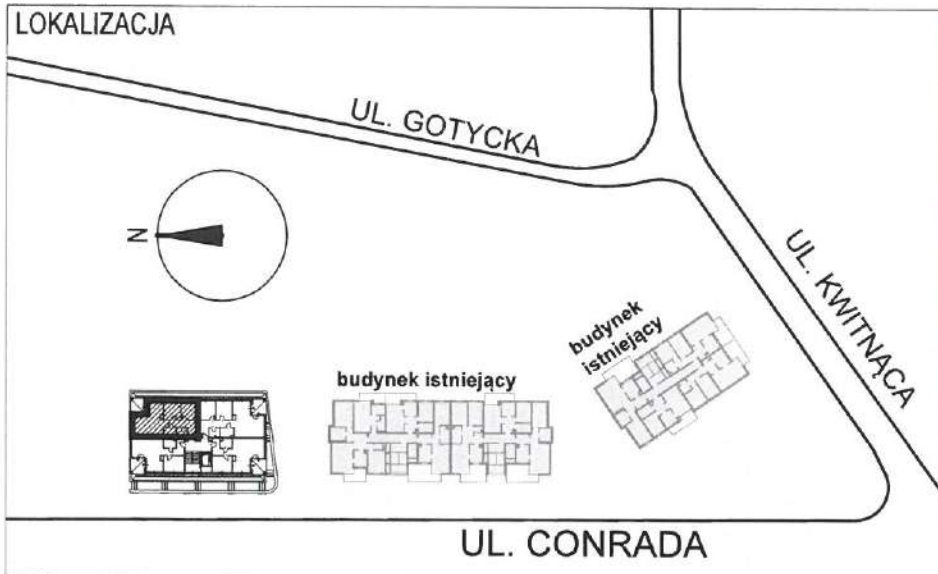 LOKALIZACJA
UL. GOTYCKA
N
UL. KWITNĄCA
budynek
istniejący
budynek istniejący
UL. CONRADA